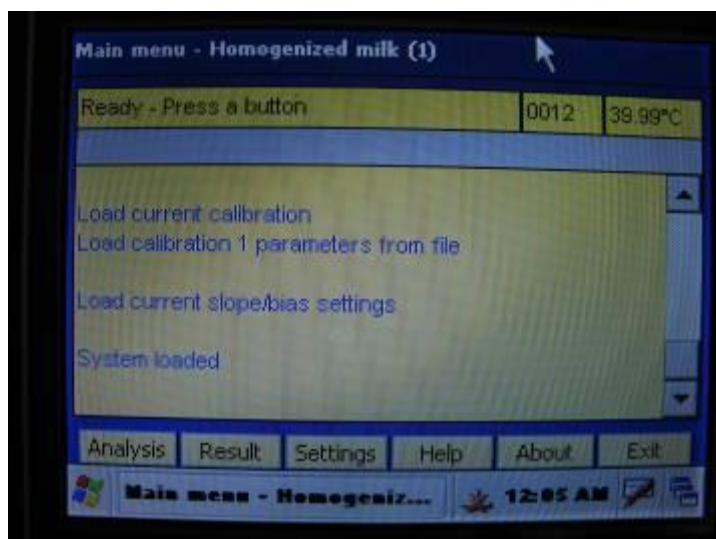 Main menu - Homogenized milk (1)
Ready - Press a button 0012 39.99°C
Load current calibration
Load calibration 1 parameters from file
Load current slope/bias settings
System loaded
Analysis Result Settings Help About Exit
Main menu - Homogeniz... 12:05 AM